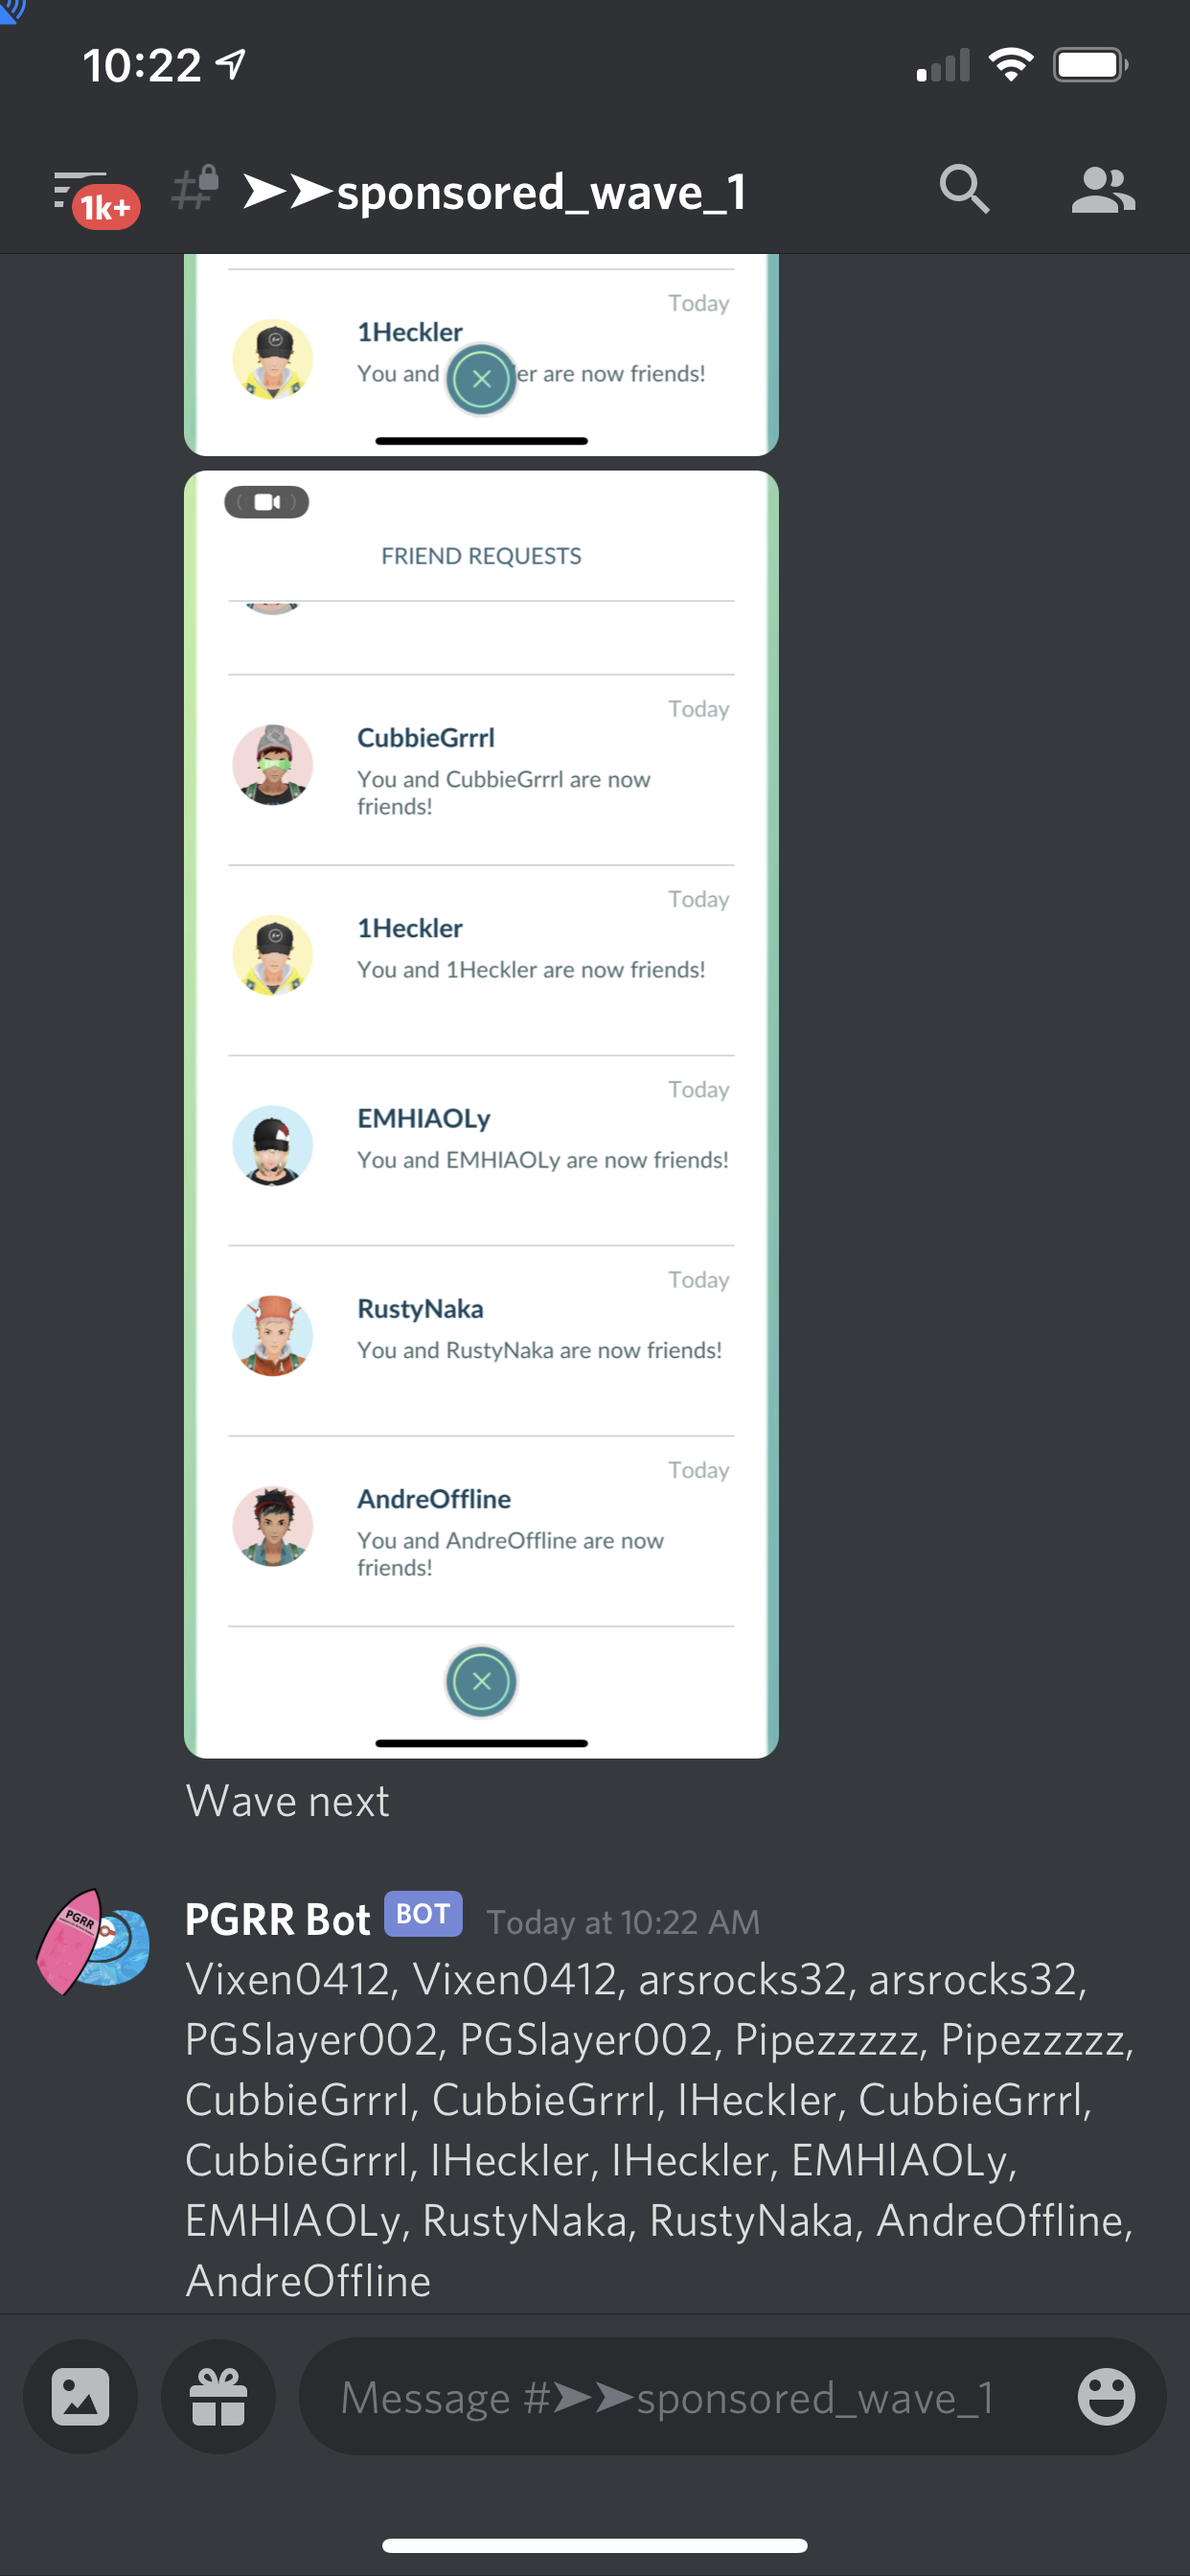 10:22
1k+
➤➤sponsored_wave_1
Today
1Heckler
You and er are now friends!
FRIEND REQUESTS
Today
CubbieGrrrl
You and CubbieGrrrl are now
friends!
Today
1Heckler
You and 1Heckler are now friends!
Today
EMHIAOLy
You and EMHIAOLy are now friends!
Today
RustyNaka
You and RustyNaka are now friends!
Today
AndreOffline
You and AndreOffline are now
friends!
Wave next
PGRR
PGRR Bot BOT Today at 10:22 AM
Vixen0412, Vixen0412, arsrocks32, arsrocks32,
PGSlayer002, PGSlayer002, Pipezzzzz, Pipezzzzz,
CubbieGrrrl, CubbieGrrrl, IHeckler, CubbieGrrrl,
CubbieGrrrl, IHeckler, IHeckler, EMHlAOLy,
EMHlAOLy, RustyNaka, RustyNaka, AndreOffline,
AndreOffline
Message #➤➤sponsored_wave_1